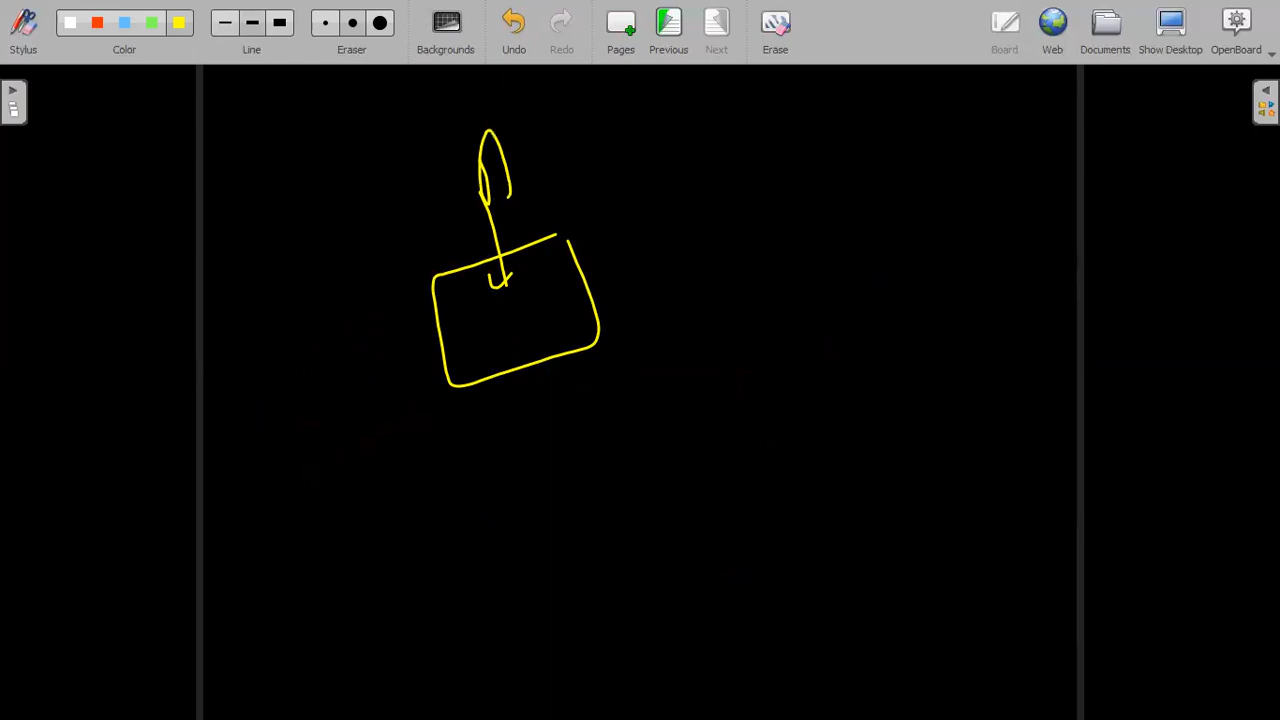 Stylus
Color
Line
Eraser
Backgrounds
Undo
Redo
Pages
Previous
Next
Erase
Board
Web
Documents
Show Desktop
OpenBoard